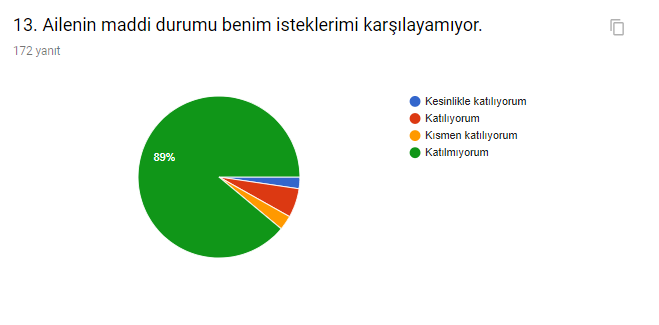 13. Ailenin maddi durumu benim isteklerimi karşılayamıyor.
172 yanıt
Kesinlikle katılıyorum
Katılıyorum
Kısmen katılıyorum
Katılmıyorum
89%